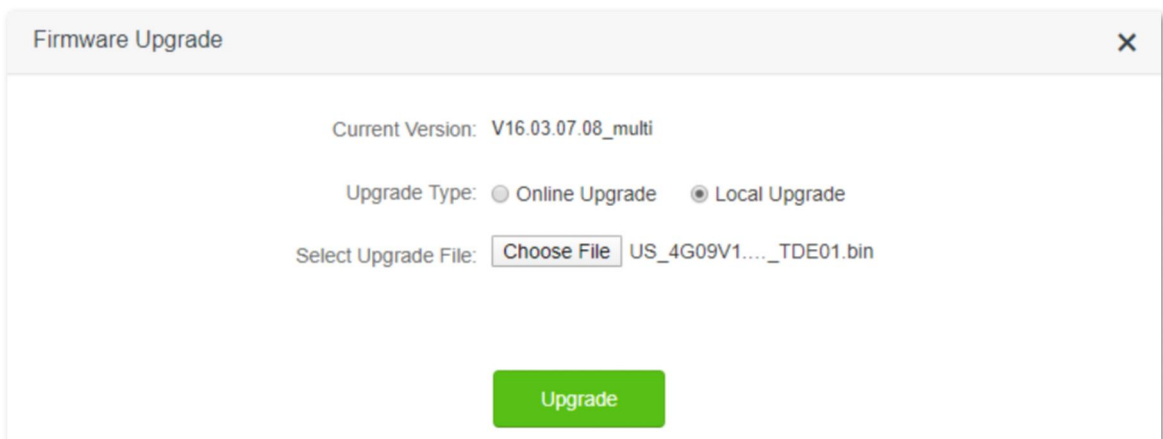 Firmware Upgrade ×
Current Version: V16.03.07.08_multi
Upgrade Type: Online Upgrade Local Upgrade
Select Upgrade File: Choose File US_4G09V1...._TDE01.bin
Upgrade